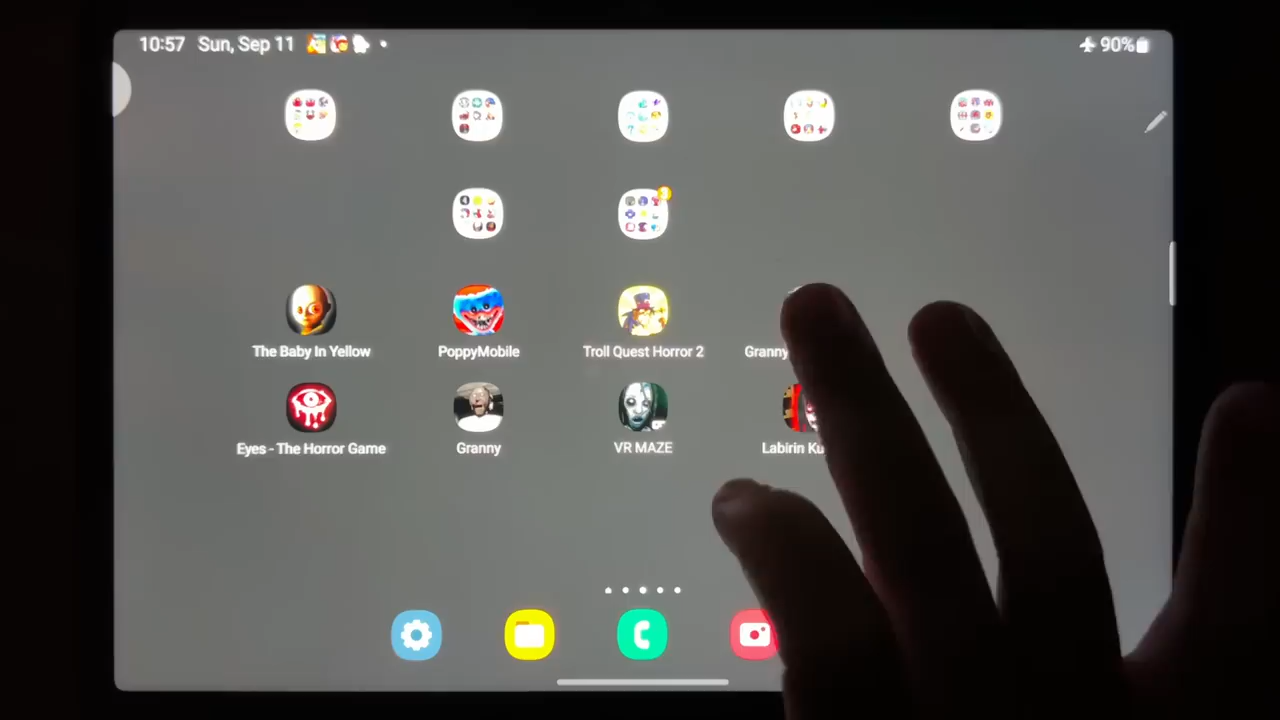 10:57 Sun, Sep 11 90%
The Baby In Yellow PoppyMobile Troll Quest Horror 2 Granny
Eyes - The Horror Game Granny VR MAZE Labirin